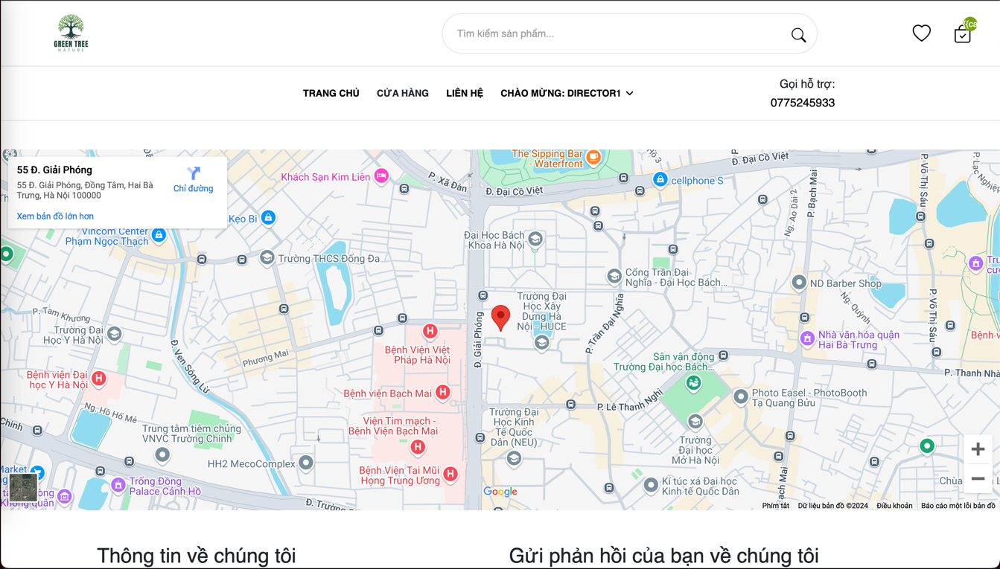 GREEN TREE
NATURE
Tìm kiếm sản phẩm...
TRANG CHỦ
CỬA HÀNG
LIÊN HỆ
CHÀO MỪNG: DIRECTOR1
Gọi hỗ trợ:
0775245933
55 Đ. Giải Phóng
55 Đ. Giải Phóng, Đồng Tâm, Hai Bà
Trưng, Hà Nội 100000
Chỉ đường
Xem bản đồ lớn hơn
The Sipping Bar
- Waterfront
Khách Sạn Kim Liên
P. Xã Đàn
Đ. Đại Cồ Việt
Đ. Đại Cồ Việt
cellphone S
P. Bạch Mai
P. Võ Thị Sáu
Kẹo Bi
Vincom Center
Phạm Ngọc Thạch
Ng. Ao Dài 2
Đại Học Bách
Khoa Hà Nội
Trường THCS Đống Đa
Cổng Trần Đại
Nghĩa - Đại Học Bách...
ND Barber Shop
Trường Đại
Học Xây
Dựng Hà
Nội - HUCE
P. Trần Đại Nghĩa
Ng. Quỳnh
P. Võ Thị Sáu
P. Tam Khương
Trường Đại
Học Y Hà Nội
Đ. Giải Phóng
Phương Mai
Bệnh Viện Việt
Pháp Hà Nội
Nhà văn hóa quận
Hai Bà Trưng
Sân vận động
Trường Đại học Bách...
Đ. Ven Sông Lừ
Bệnh viện Đại
học Y Hà Nội
Bệnh viện Bạch Mai
P. Thanh Nhà
Photo Easel - PhotoBooth
Tạ Quang Bửu
P. Lê Thanh Nghị
Ng. Hồ Hố Mẻ
Trường Đại
Học Kinh
Tế Quốc
Dân (NEU)
Viện Tim mạch -
Bệnh Viện Bạch Mai
Trung tâm tiêm chủng
VNVC Trường Chinh
Trường
Đại học
Mở Hà Nội
HH2 MecoComplex
Bệnh Viện Tai Mũi
Họng Trung Ương
Trống Đồng
Palace Cảnh Hồ
Kí túc xá Đại học
Kinh tế Quốc Dân
Google
Phím tắt
Dữ liệu bản đồ ©2024
Điều khoản
Báo cáo một lỗi bản đồ
Thông tin về chúng tôi
Gửi phản hồi của bạn về chúng tôi